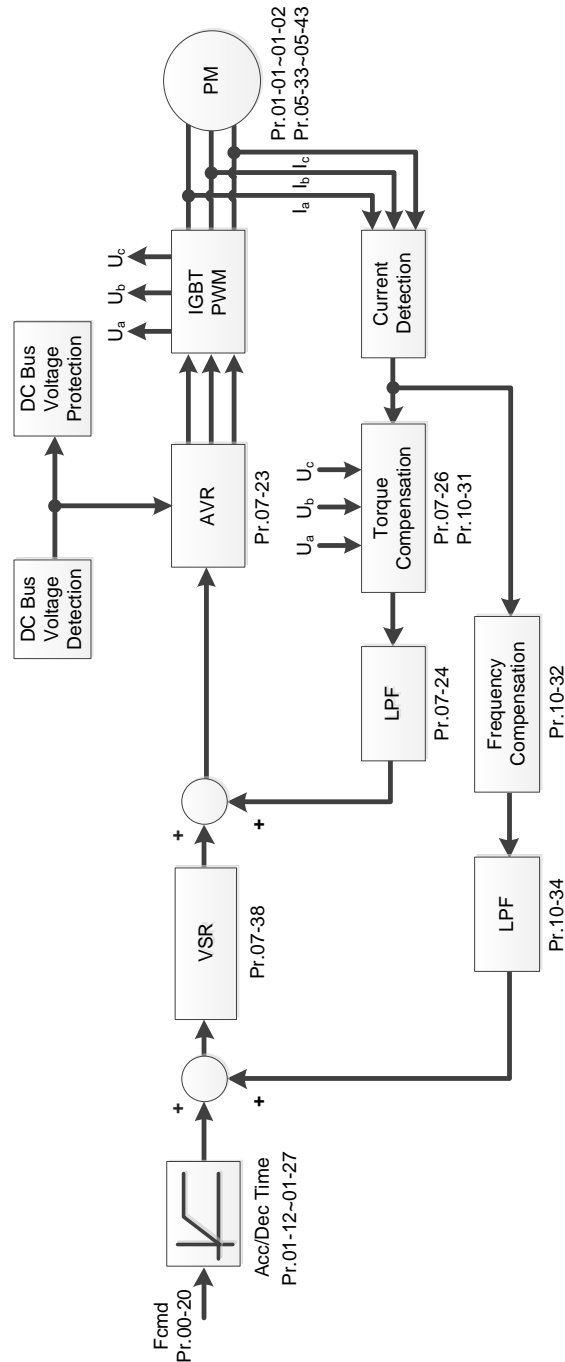 Fcmd
Pr.00-20
Acc/Dec Time
Pr.01-12~01-27
+
+
VSR
Pr.07-38
+
+
DC Bus
Voltage
Detection
DC Bus
Voltage
Protection
AVR
Pr.07-23
Ua
Ub
Uc
IGBT
PWM
PM
Pr.01-01~01-02
Pr.05-33~05-43
Ia
Ib
Ic
Current
Detection
Ua
Ub
Uc
Torque
Compensation
Pr.07-26
Pr.10-31
LPF
Pr.07-24
Frequency
Compensation
Pr.10-32
LPF
Pr.10-34